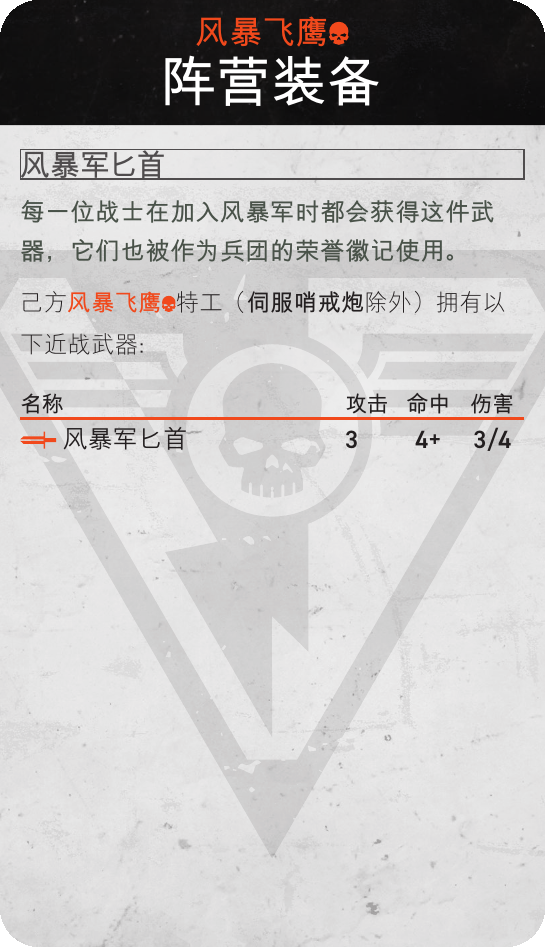 风暴飞鹰
阵营装备
风暴军匕首
每一位战士在加入风暴军时都会获得这件武
器，它们也被作为兵团的荣誉徽记使用。
己方风暴飞鹰特工（伺服哨戒炮除外）拥有以
下近战武器:
名称 攻击 命中 伤害
风暴军匕首 3 4+ 3/4